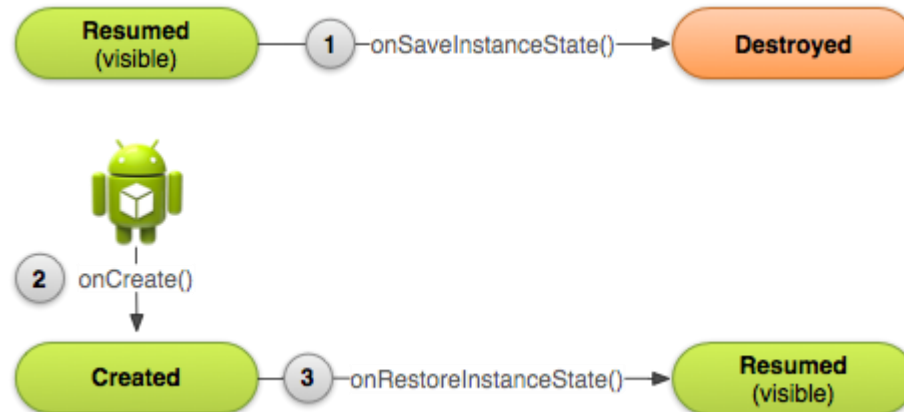 Resumed
(visible)
1
onSaveInstanceState()
Destroyed
2
onCreate()
Created
3
onRestoreInstanceState()
Resumed
(visible)